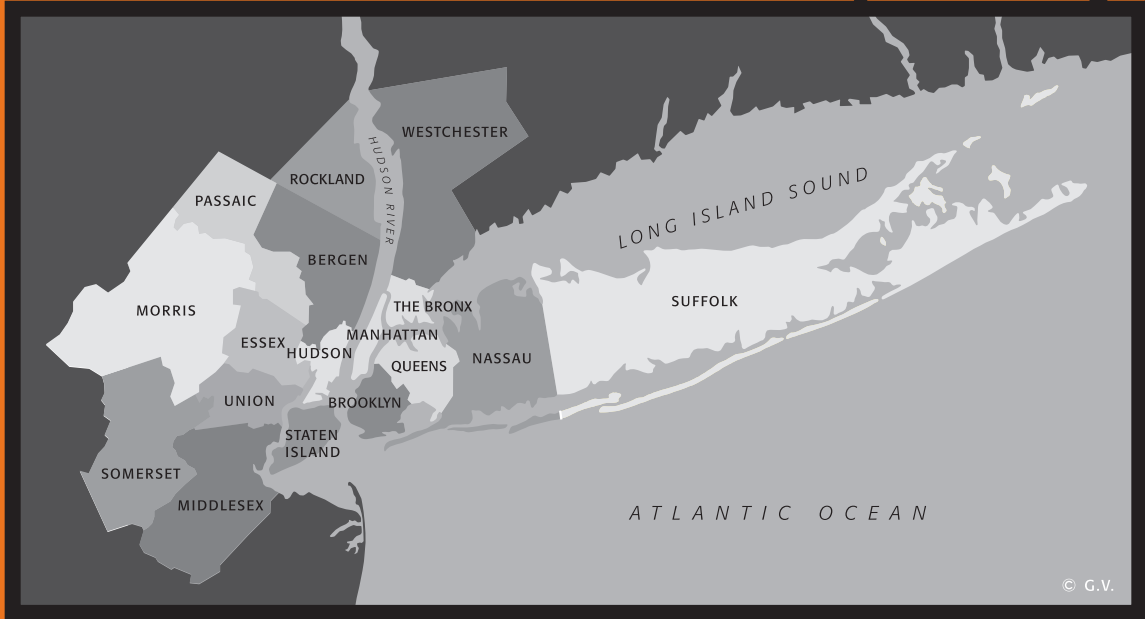 WESTCHESTER
HUDSON RIVER
ROCKLAND
PASSAIC
LONG ISLAND SOUND
BERGEN
SUFFOLK
MORRIS
THE BRONX
MANHATTAN
ESSEX
HUDSON
NASSAU
QUEENS
UNION
BROOKLYN
STATEN
ISLAND
SOMERSET
MIDDLESEX
ATLANTIC OCEAN
© G.V.